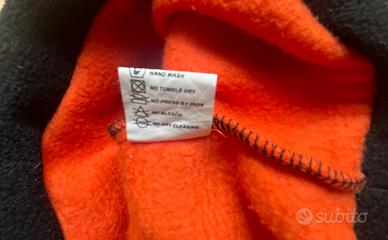 HAND WASH
NO TUMBLE DRY
NO PRESS BY IRON
NO BLEACH
NO DRY CLEANING
subito